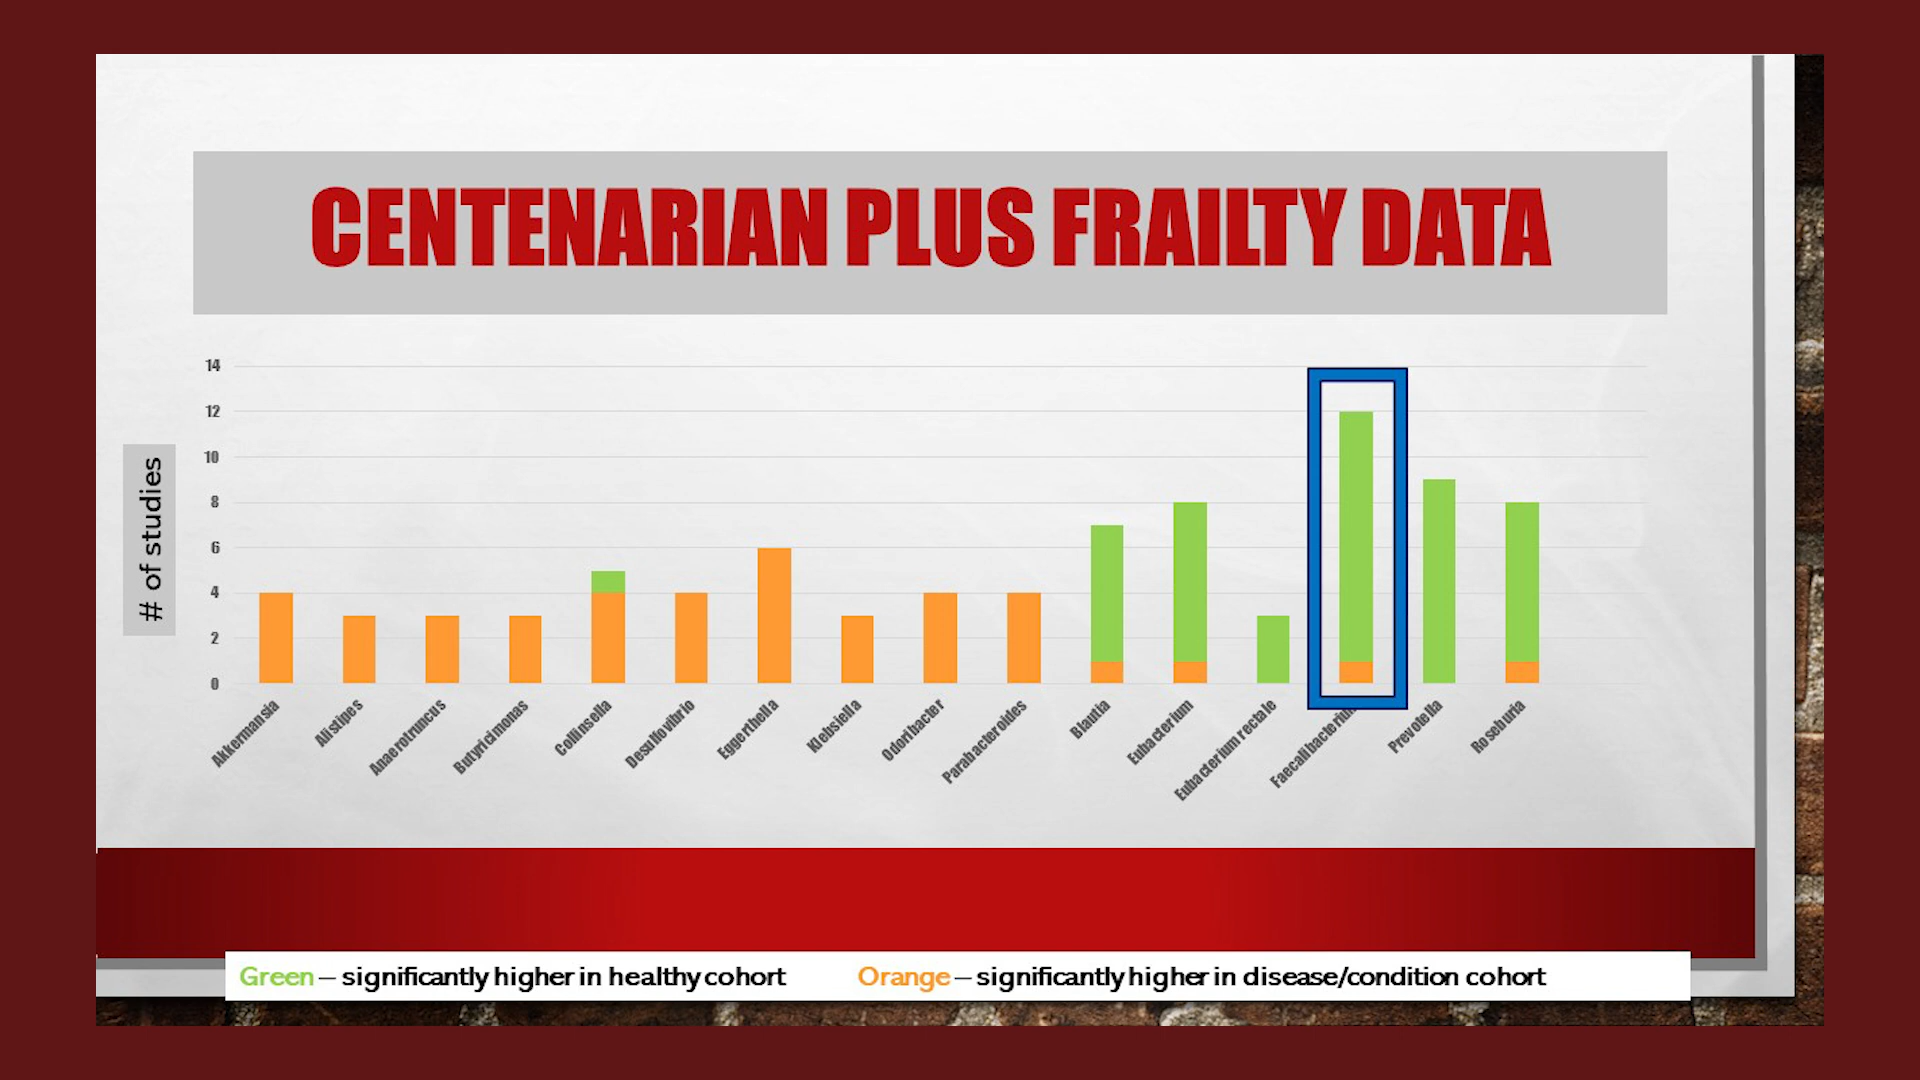 CENTENARIAN PLUS FRAILTY DATA
14
12
10
8
6
4
2
0
# of studies
Akkermansia
Alistipes
Anaerotruncus
Butyricimonas
Collinsella
Desulfovibrio
Eggerthella
Klebsiella
Odoribacter
Parabacteroides
Blautia
Eubacterium
Eubacterium rectale
Prevotella
Roseburia
Green – significantly higher in healthy cohort
Orange – significantly higher in disease/condition cohort